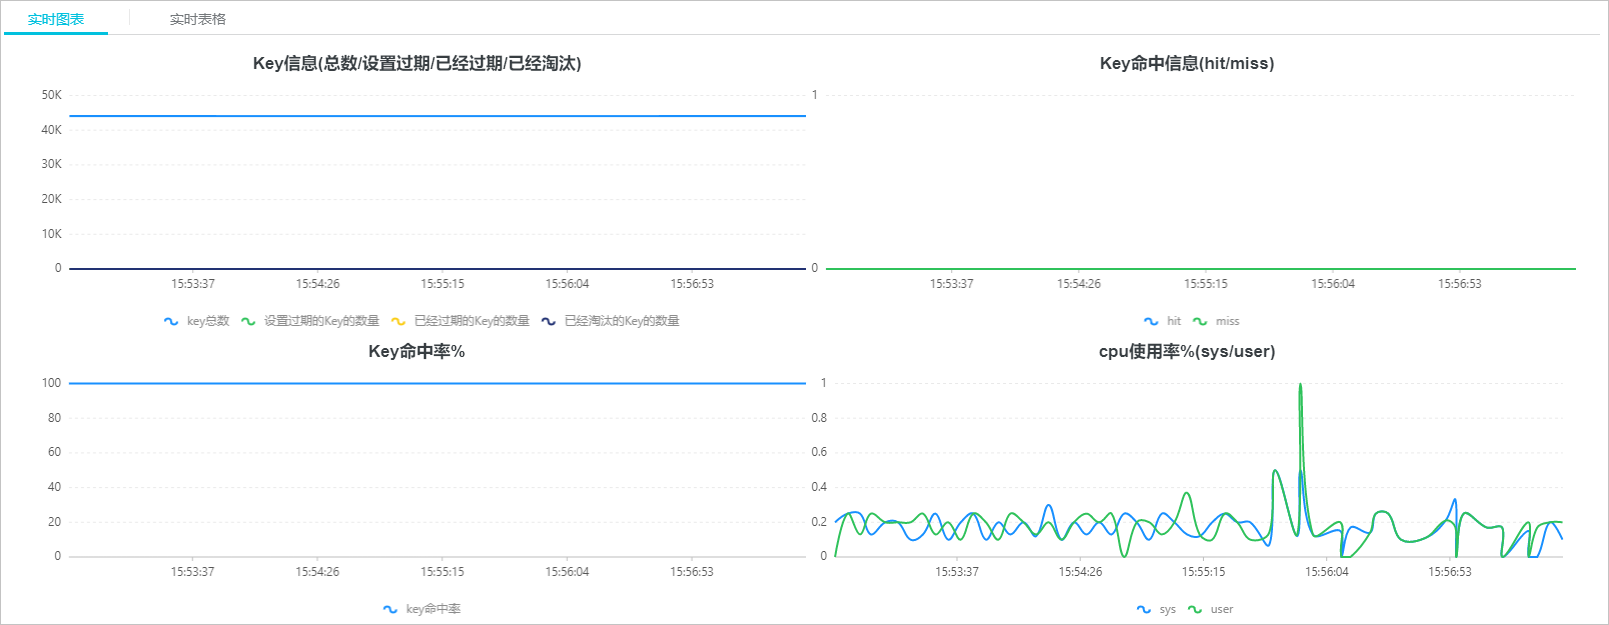 实时图表 实时表格
Key信息(总数/设置过期/已经过期/已经淘汰)
50K
40K
30K
20K
10K
0
15:53:37 15:54:26 15:55:15 15:56:04 15:56:53
key总数 设置过期的Key的数量 已经过期的Key的数量 已经淘汰的Key的数量
Key命中信息(hit/miss)
1
0
15:53:37 15:54:26 15:55:15 15:56:04 15:56:53
hit miss
Key命中率%
100
80
60
40
20
0
15:53:37 15:54:26 15:55:15 15:56:04 15:56:53
key命中率
cpu使用率%(sys/user)
1
0.8
0.6
0.4
0.2
0
15:53:37 15:54:26 15:55:15 15:56:04 15:56:53
sys user